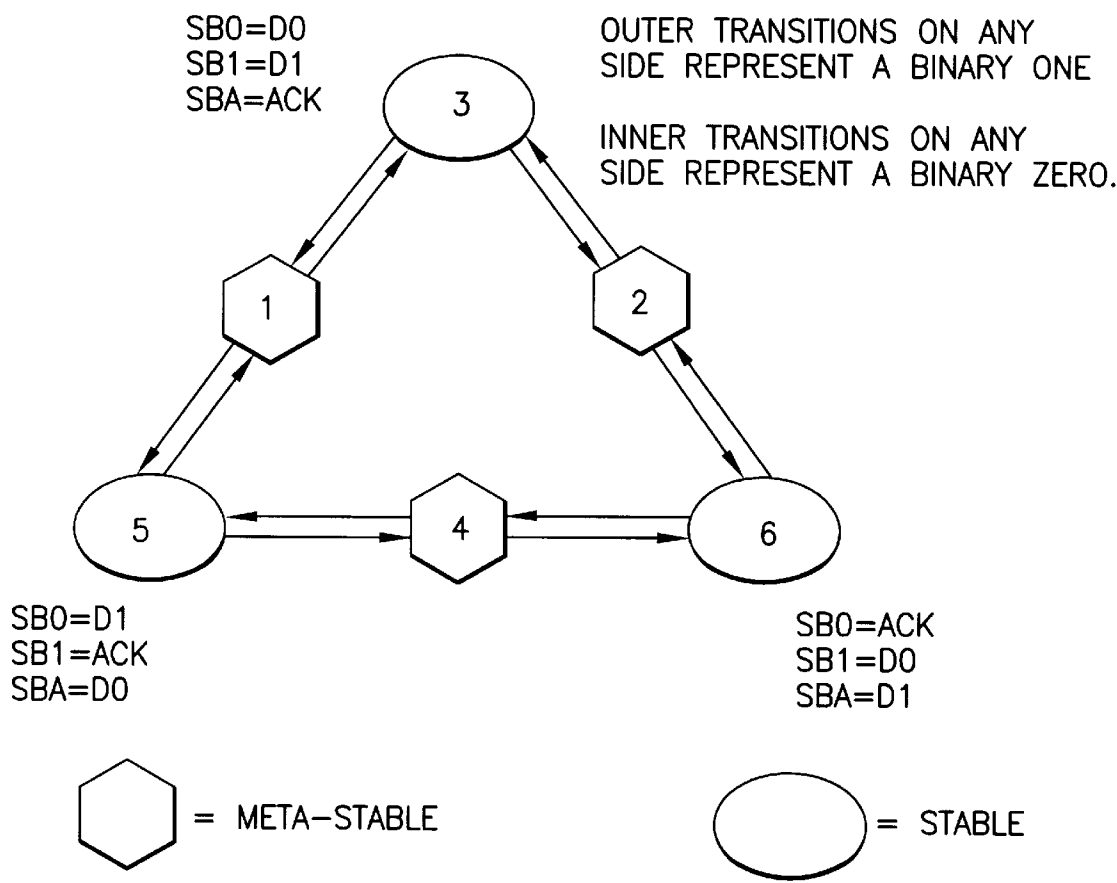 SB0=D0
SB1=D1
SBA=ACK
OUTER TRANSITIONS ON ANY
SIDE REPRESENT A BINARY ONE
INNER TRANSITIONS ON ANY
SIDE REPRESENT A BINARY ZERO.
3
1
2
5
4
6
SB0=D1
SB1=ACK
SBA=D0
SB0=ACK
SB1=D0
SBA=D1
= META-STABLE
= STABLE